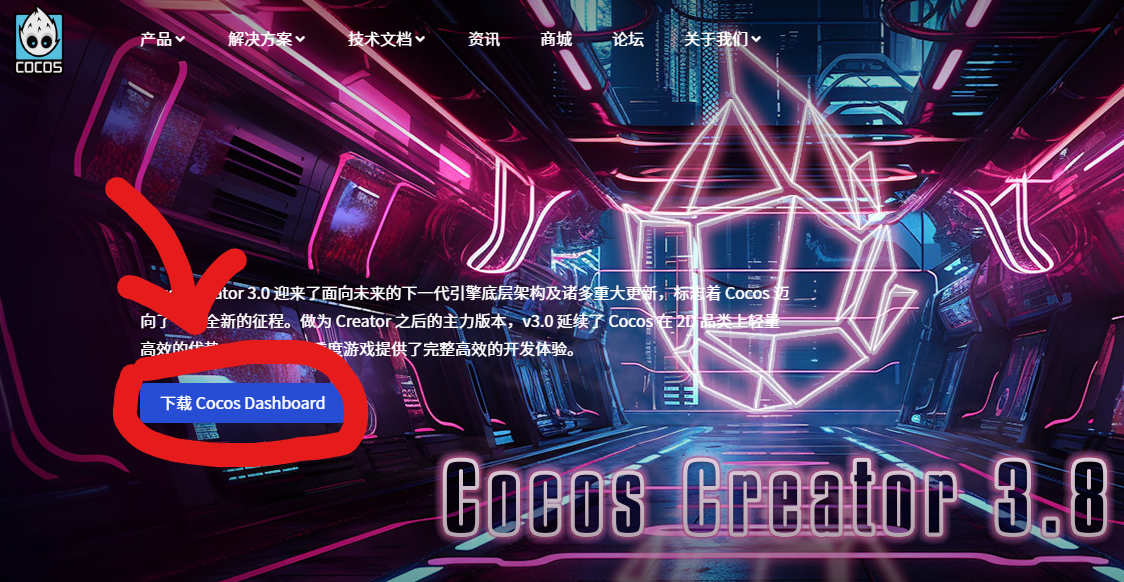 COCOS
产品 解决方案 技术文档 资讯 商城 论坛 关于我们
ator 3.0 迎来了面向未来的下一代引擎底层架构及诸多重大更新，标志着 Cocos 迈
向了 全新的征程。做为 Creator 之后的主力版本，v3.0 延续了 Cocos 在 2D 品类上轻量
高效的优势 度游戏提供了完整高效的开发体验。
下载 Cocos Dashboard
Cocos Creator 3.8